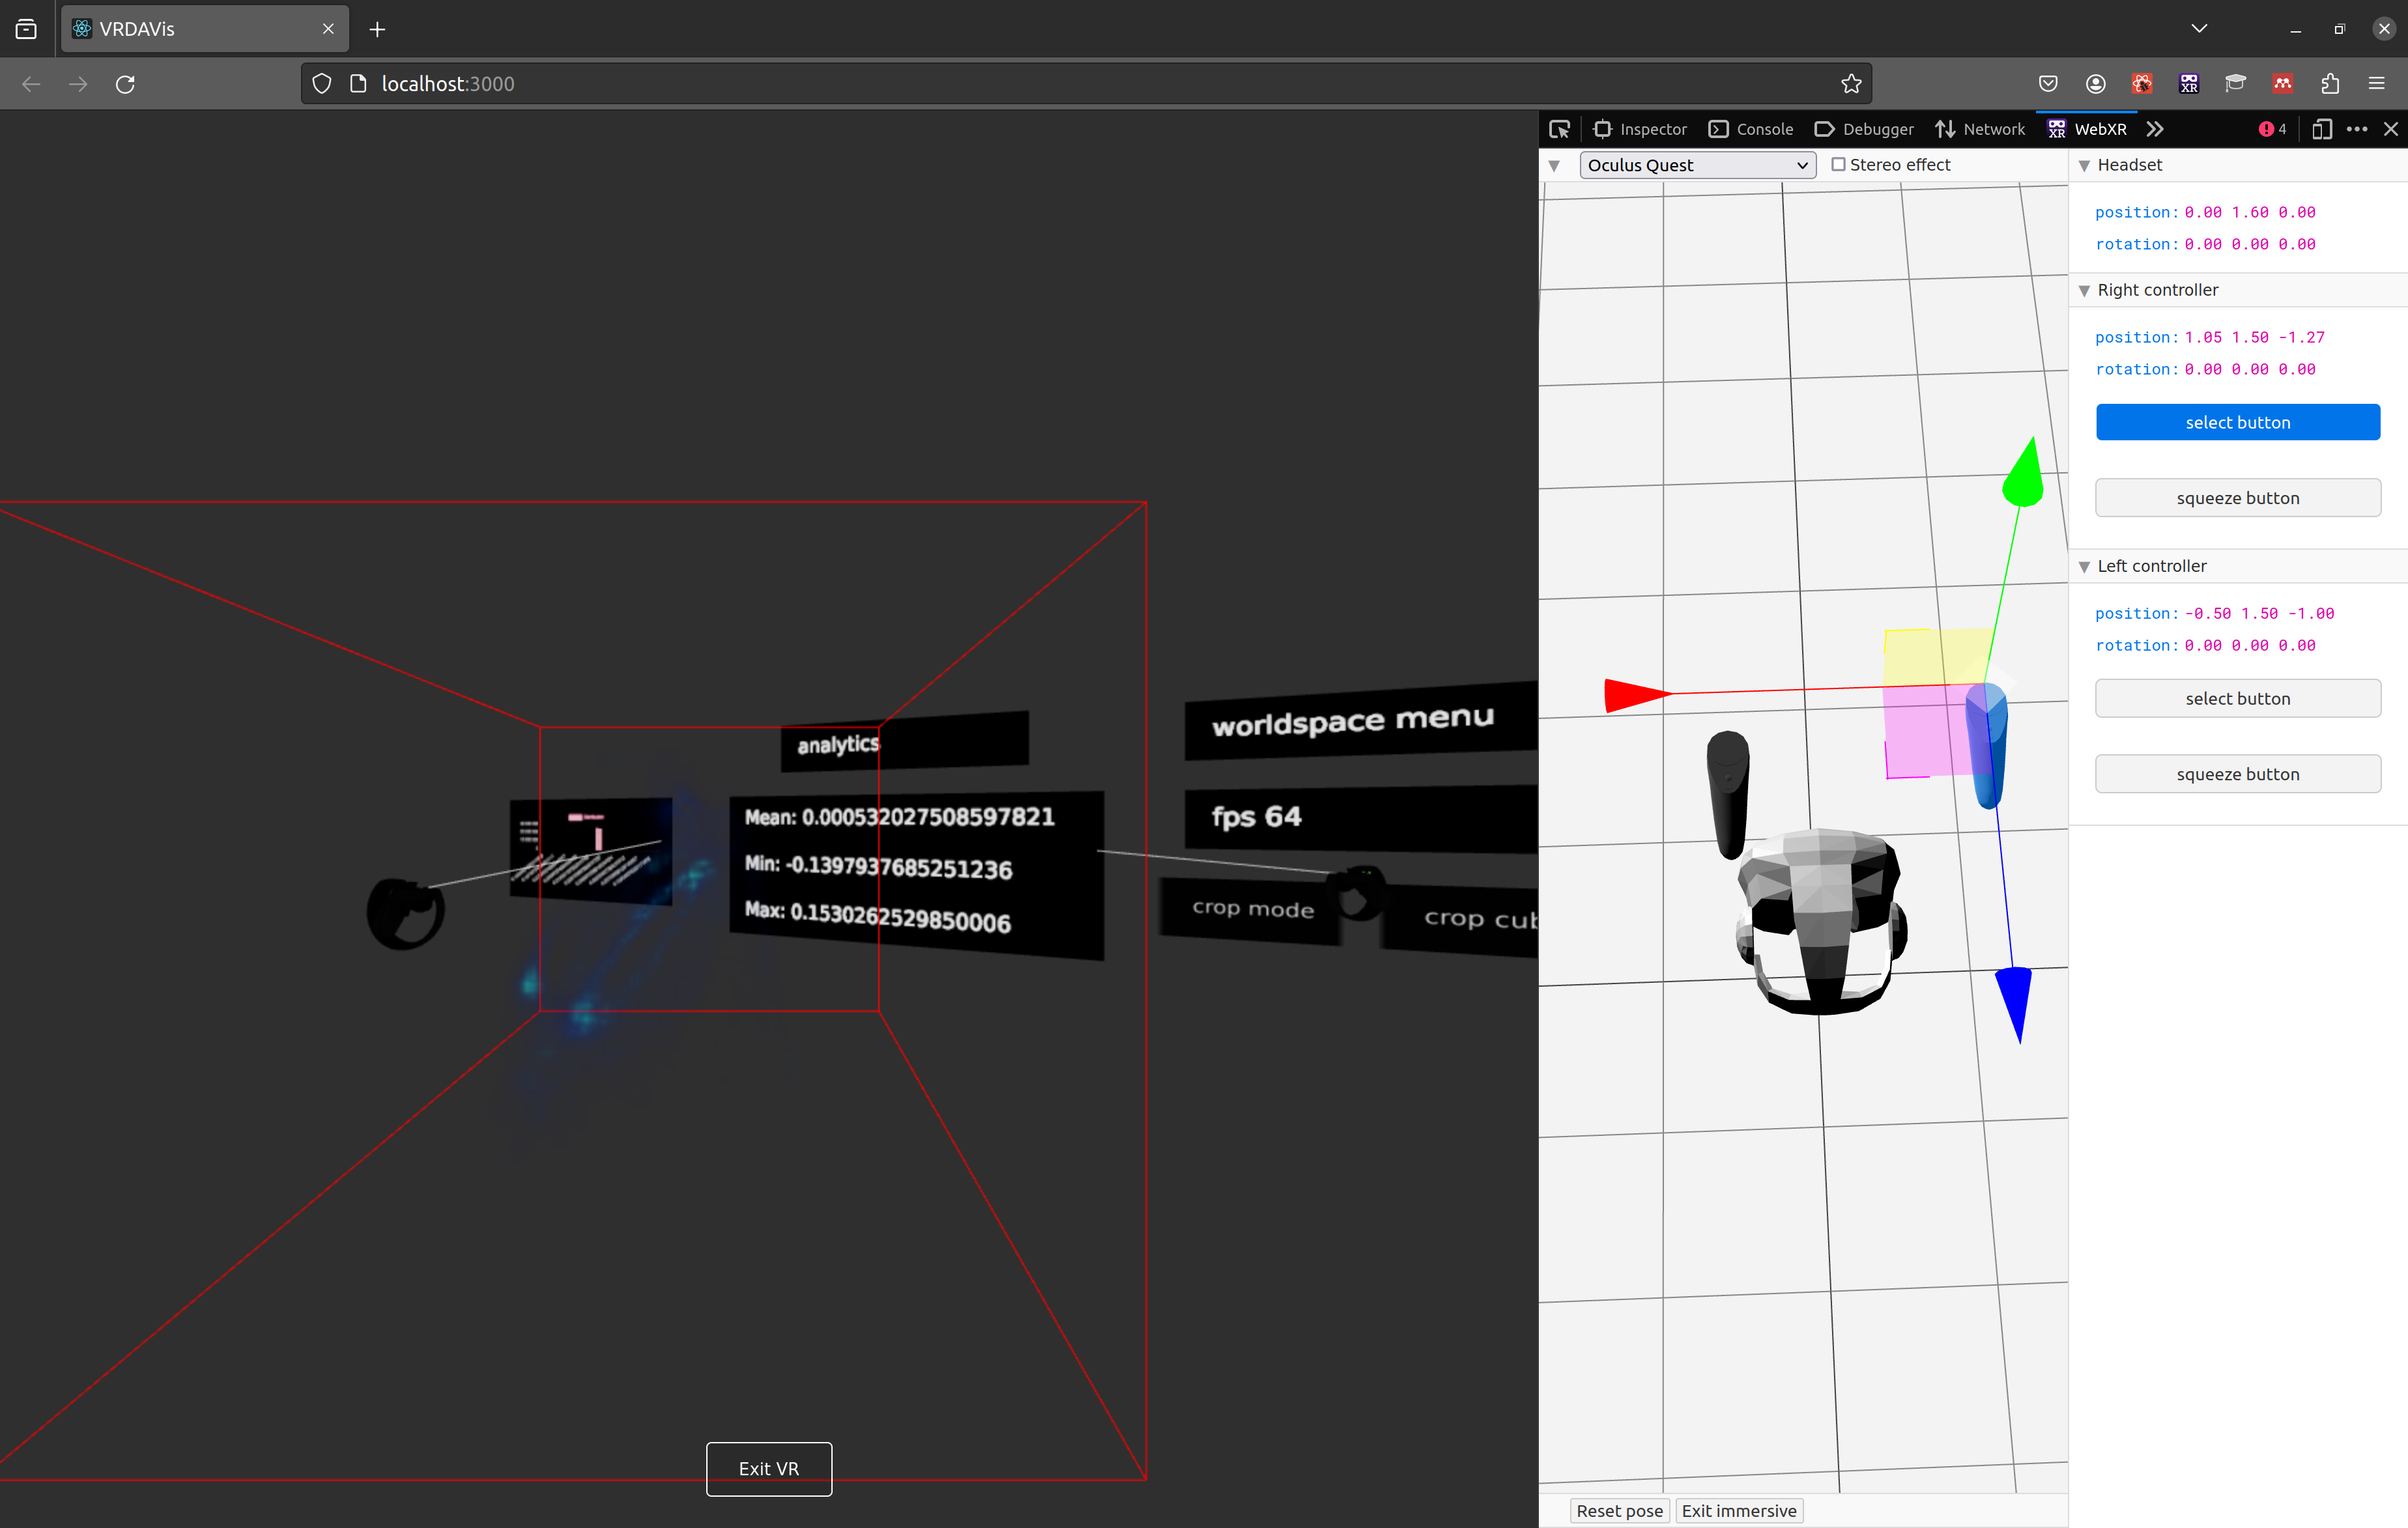 VRDAVis
localhost:3000
XR
Inspector
Console
Debugger
Network
XR
WebXR
4
Oculus Quest
Stereo effect
Headset
position: 0.00 1.60 0.00
rotation: 0.00 0.00 0.00
Right controller
position: 1.05 1.50 -1.27
rotation: 0.00 0.00 0.00
select button
squeeze button
Left controller
position: -0.50 1.50 -1.00
rotation: 0.00 0.00 0.00
select button
squeeze button
analytics
Mean: 0.000532027508597821
Min: -0.1397937685251236
Max: 0.1530262529850006
worldspace menu
fps 64
crop mode
crop cub
Exit VR
Reset pose
Exit immersive